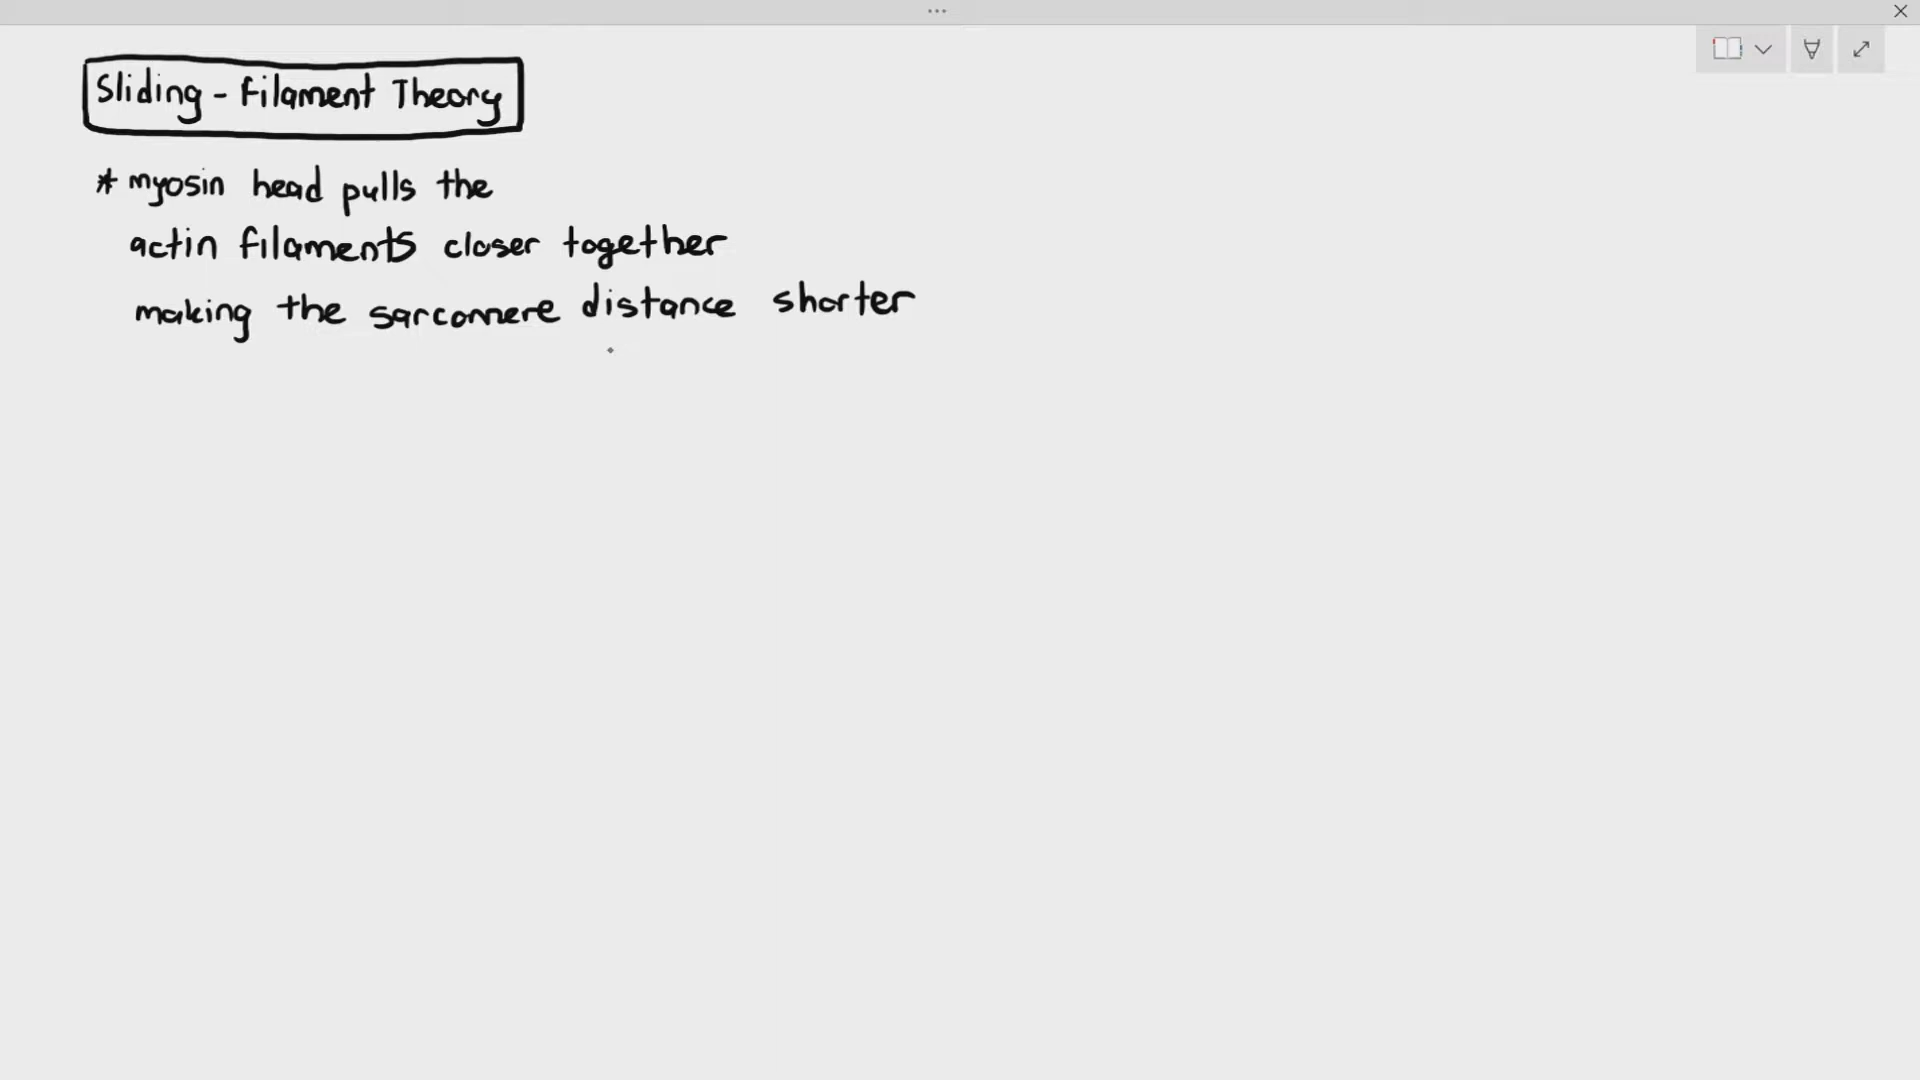 Sliding - Filament Theory
* myosin head pulls the
actin filaments closer together
making the sarcomere distance shorter